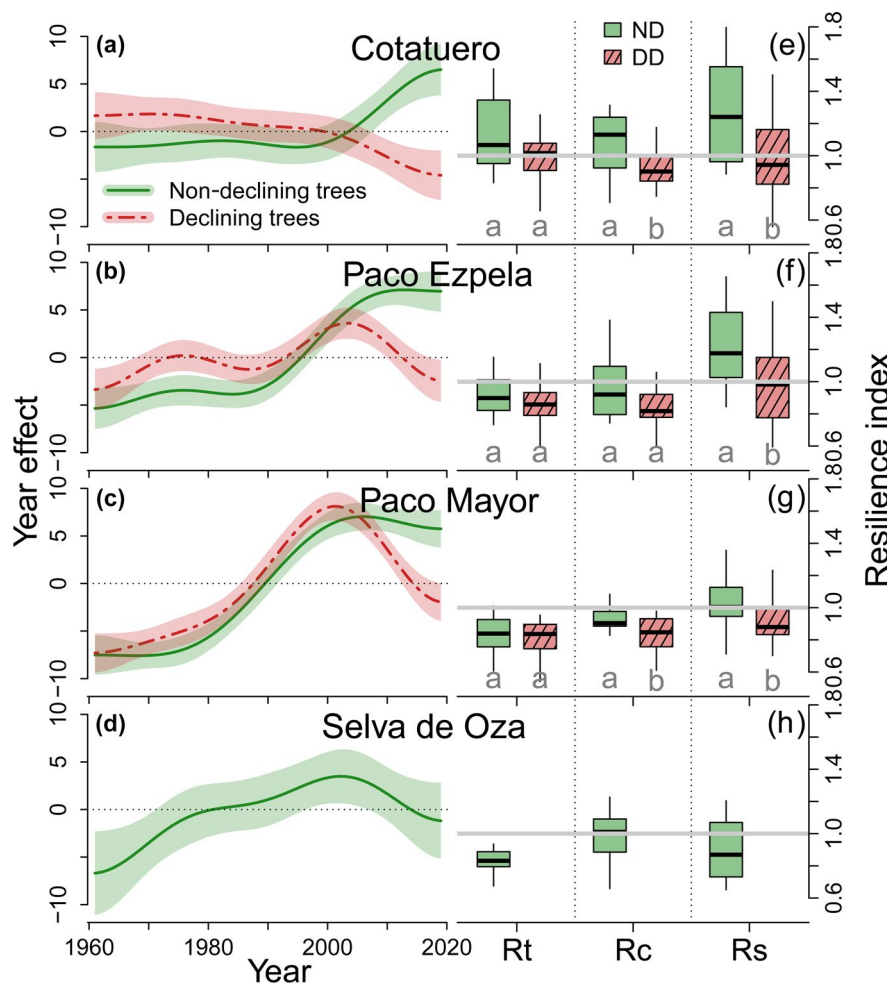 (a) Cotatuero (e)
10
5
0
−10
Non-declining trees
Declining trees
ND
DD
1.8
1.4
1.0
0.6
a a a b a b
(b) Paco Ezpela (f)
10
5
0
−10
1.8
1.4
1.0
0.6
a a a a a b
(c) Paco Mayor (g)
10
5
0
−10
1.8
1.4
1.0
0.6
a a a b a b
(d) Selva de Oza (h)
10
5
0
−10
1.8
1.4
1.0
0.6
1960 1980 2000 2020
Rt Rc Rs
Year
Year effect
Resilience index